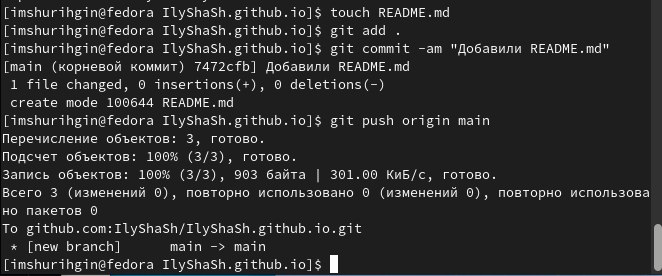 [imshurihgin@fedora IlyShaSh.github.io]$ touch README.md
[imshurihgin@fedora IlyShaSh.github.io]$ git add .
[imshurihgin@fedora IlyShaSh.github.io]$ git commit -am "Добавили README.md"
[main (корневой коммит) 7472cfb] Добавили README.md
 1 file changed, 0 insertions(+), 0 deletions(-)
 create mode 100644 README.md
[imshurihgin@fedora IlyShaSh.github.io]$ git push origin main
Перечисление объектов: 3, готово.
Подсчет объектов: 100% (3/3), готово.
Запись объектов: 100% (3/3), 903 байта | 301.00 КиБ/с, готово.
Всего 3 (изменений 0), повторно использовано 0 (изменений 0), повторно использова
но пакетов 0
To github.com:IlyShaSh/IlyShaSh.github.io.git
 * [new branch]      main -> main
[imshurihgin@fedora IlyShaSh.github.io]$